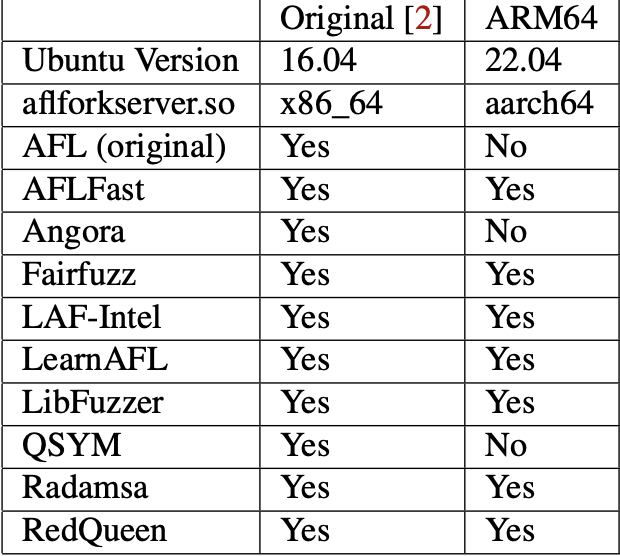 Original [2] ARM64
Ubuntu Version 16.04 22.04
aflforkserver.so x86_64 aarch64
AFL (original) Yes No
AFLFast Yes Yes
Angora Yes No
Fairfuzz Yes Yes
LAF-Intel Yes Yes
LearnAFL Yes Yes
LibFuzzer Yes Yes
QSYM Yes No
Radamsa Yes Yes
RedQueen Yes Yes